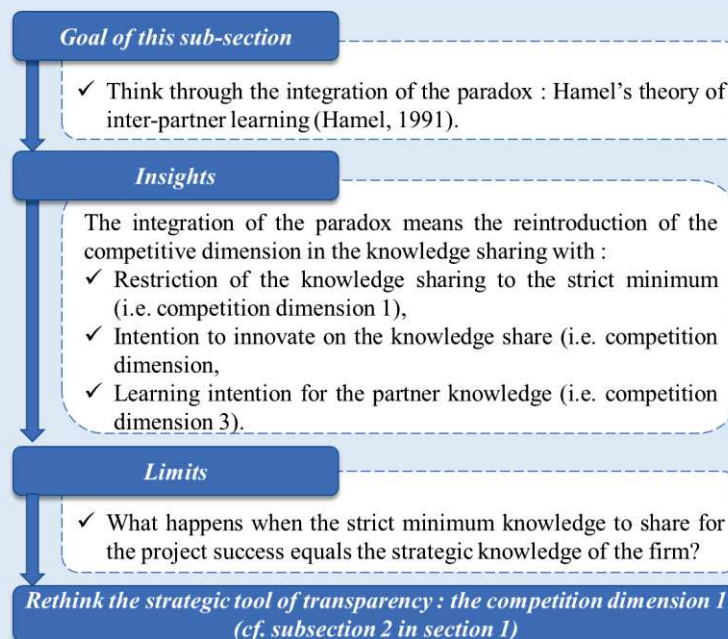 Goal of this sub-section
✓ Think through the integration of the paradox : Hamel's theory of
inter-partner learning (Hamel, 1991).
Insights
The integration of the paradox means the reintroduction of the
competitive dimension in the knowledge sharing with :
✓ Restriction of the knowledge sharing to the strict minimum
(i.e. competition dimension 1),
✓ Intention to innovate on the knowledge share (i.e. competition
dimension,
✓ Learning intention for the partner knowledge (i.e. competition
dimension 3).
Limits
✓ What happens when the strict minimum knowledge to share for
the project success equals the strategic knowledge of the firm?
Rethink the strategic tool of transparency : the competition dimension 1
(cf. subsection 2 in section 1)